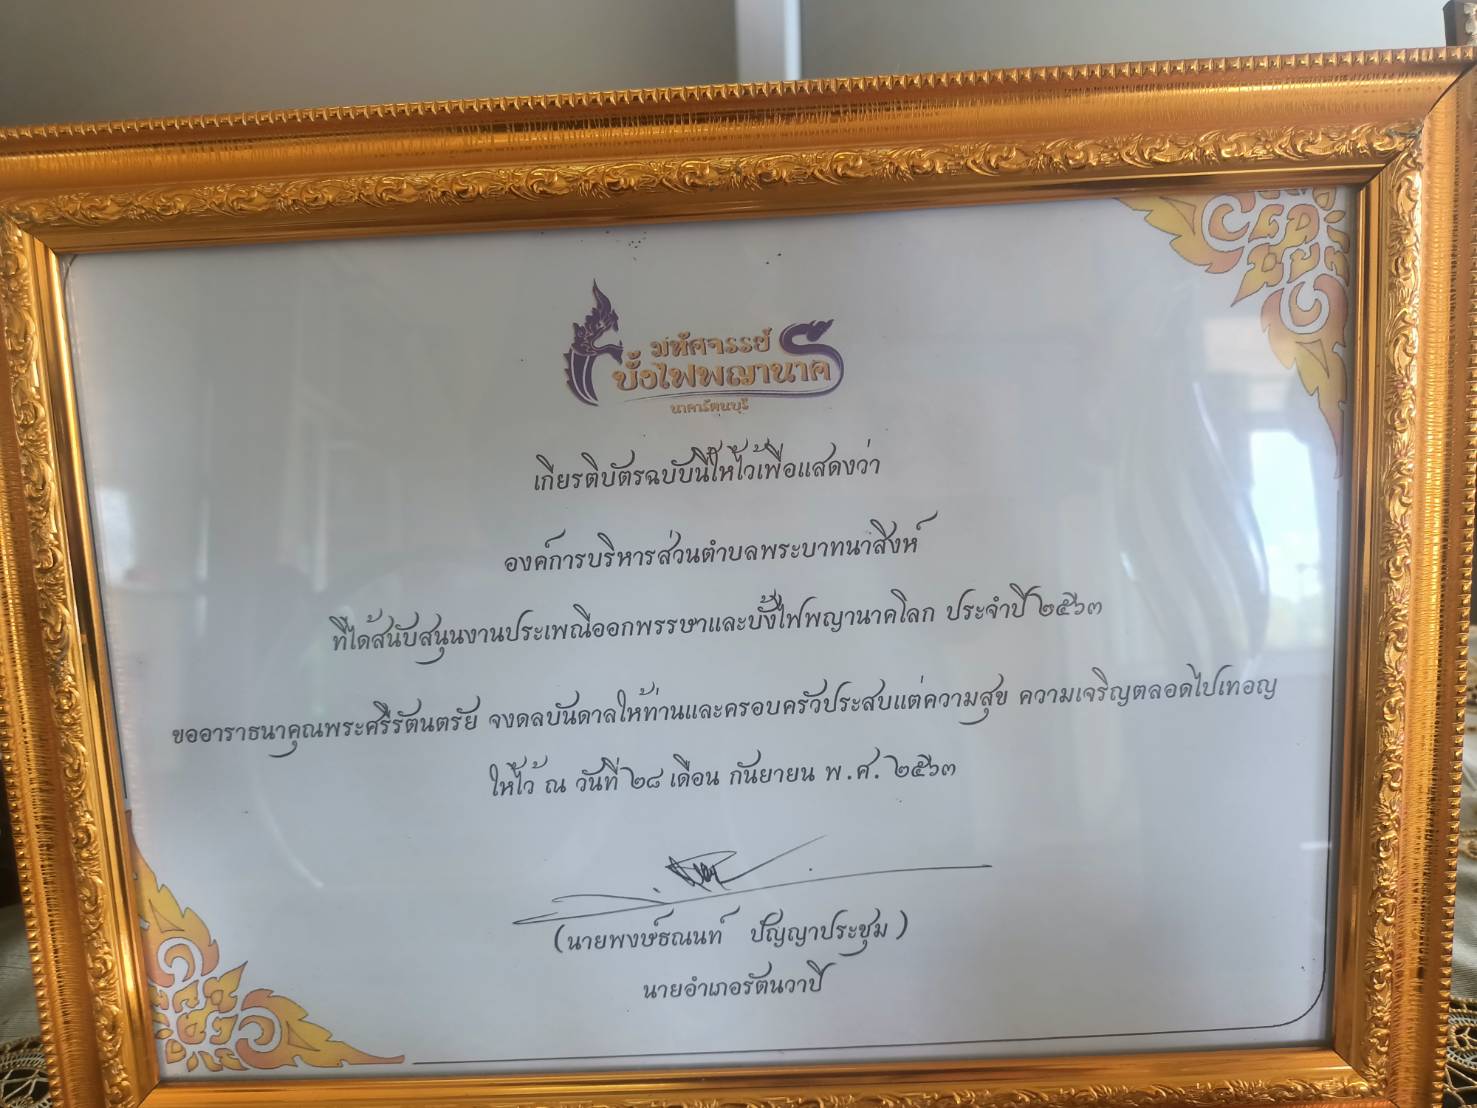 มหัศจรรย์
บั้งไฟพญานาค
นาคารัตนบุรี
เกียรติบัตรฉบับนี้ให้ไว้เพื่อแสดงว่า
องค์การบริหารส่วนตำบลพระบาทนาสิงห์
ที่ได้สนับสนุนงานประเพณีออกพรรษาและบั้งไฟพญานาคโลก ประจำปี ๒๕๖๓
ขออาราธนาคุณพระศรีรัตนตรัย จงดลบันดาลให้ท่านและครอบครัวประสบแต่ความสุข ความเจริญตลอดไปเทอญ
ให้ไว้ ณ วันที่ ๒๘ เดือน กันยายน พ.ศ. ๒๕๖๓
(นายพงษ์ธณนท์ ปัญญาประชุม)
นายอำเภอรัตนวาปี